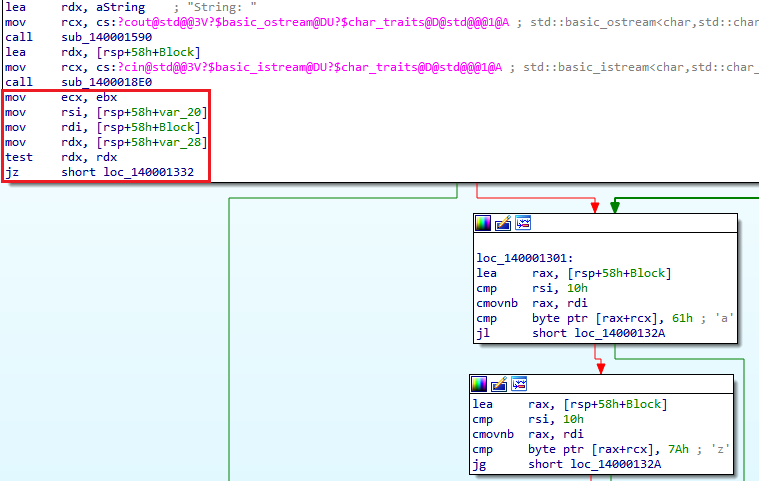 lea rdx, aString ; "String: "
mov rcx, cs:?cout@std@@3V?$basic_ostream@DU?$char_traits@D@std@@@1@A ; std::basic_ostream<char,std::char
call sub_140001590
lea rdx, [rsp+58h+Block]
mov rcx, cs:?cin@std@@3V?$basic_istream@DU?$char_traits@D@std@@@1@A ; std::basic_istream<char,std::char_
call sub_1400018E0
mov ecx, ebx
mov rsi, [rsp+58h+var_20]
mov rdi, [rsp+58h+Block]
mov rdx, [rsp+58h+var_28]
test rdx, rdx
jz short loc_140001332
loc_140001301:
lea rax, [rsp+58h+Block]
cmp rsi, 10h
cmovnb rax, rdi
cmp byte ptr [rax+rcx], 61h ; 'a'
jl short loc_14000132A
lea rax, [rsp+58h+Block]
cmp rsi, 10h
cmovnb rax, rdi
cmp byte ptr [rax+rcx], 7Ah ; 'z'
jg short loc_14000132A